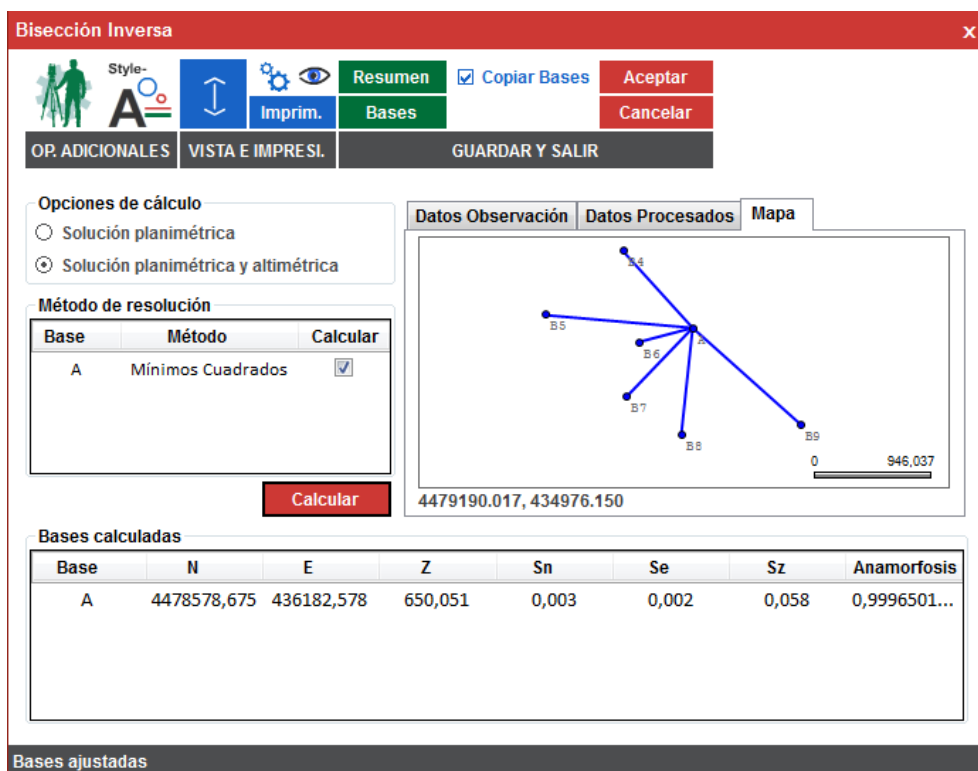 Bisección Inversa
x
Style-
A
Resumen
Copiar Bases
Aceptar
Imprim.
Bases
Cancelar
OP. ADICIONALES
VISTA E IMPRESI.
GUARDAR Y SALIR
Opciones de cálculo
Solución planimétrica
Solución planimétrica y altimétrica
Método de resolución
Base Método Calcular
A Mínimos Cuadrados
Calcular
Datos Observación
Datos Procesados
Mapa
B4
B5
A
B6
B7
B8
B9
0 946,037
4479190.017, 434976.150
Bases calculadas
Base N E Z Sn Se Sz Anamorfosis
A 4478578,675 436182,578 650,051 0,003 0,002 0,058 0,9996501...
Bases ajustadas